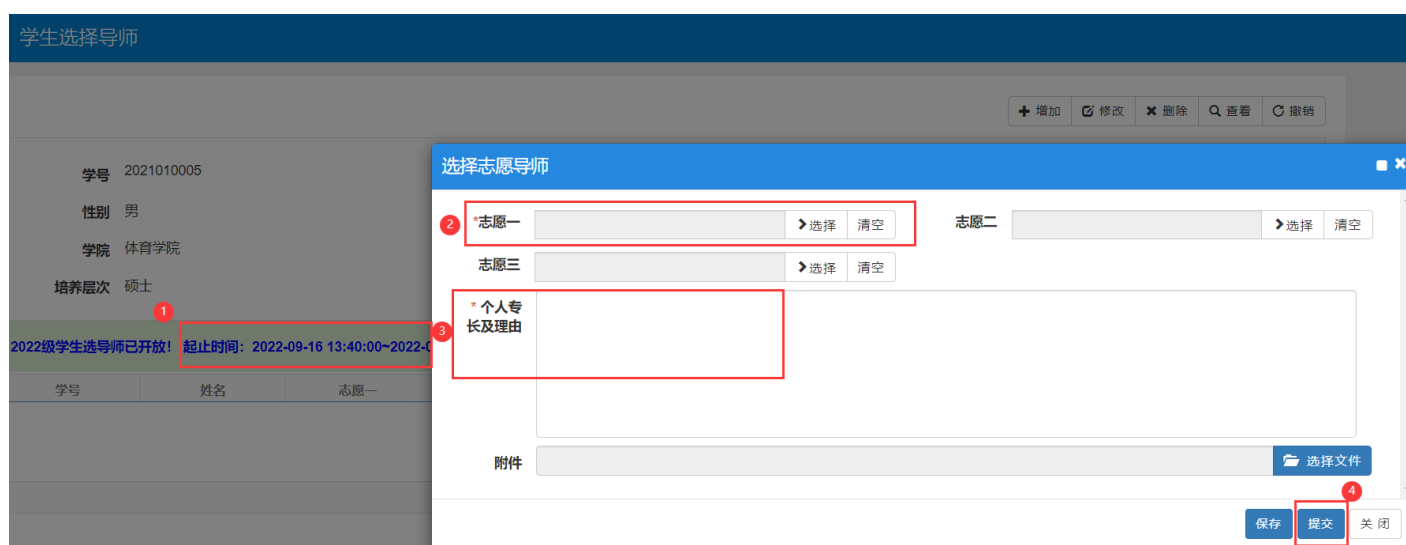 学生选择导师
增加 修改 删除 查看 撤销
学号 2021010005
性别 男
学院 体育学院
培养层次 硕士
1
2022级学生选导师已开放！ 起止时间：2022-09-16 13:40:00~2022-0
学号 姓名 志愿一
选择志愿导师
2 *志愿一 选择 清空 志愿二 选择 清空
志愿三 选择 清空
3 * 个人专
长及理由
附件 选择文件
4
保存 提交 关闭